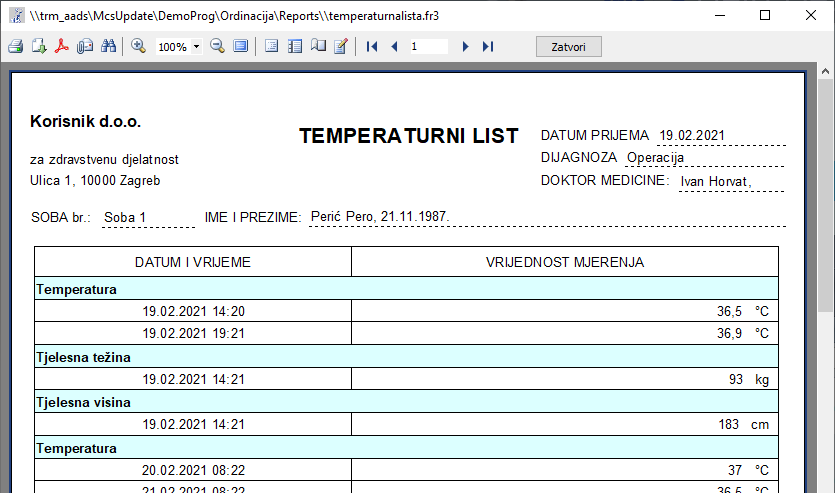 \\trm_aads\McsUpdate\DemoProg\Ordinacija\Reports\\temperaturnalista.fr3
100% 1 Zatvori
Korisnik d.o.o.
TEMPERATURNI LIST
za zdravstvenu djelatnost
Ulica 1, 10000 Zagreb
DATUM PRIJEMA 19.02.2021
DIJAGNOZA Operacija
DOKTOR MEDICINE: Ivan Horvat,
SOBA br.: Soba 1 IME I PREZIME: Perić Pero, 21.11.1987.
DATUM I VRIJEME VRIJEDNOST MJERENJA
Temperatura
19.02.2021 14:20 36,5 °C
19.02.2021 19:21 36,9 °C
Tjelesna težina
19.02.2021 14:21 93 kg
Tjelesna visina
19.02.2021 14:21 183 cm
Temperatura
20.02.2021 08:22 37 °C
21.02.2021 08:22 36,5 °C